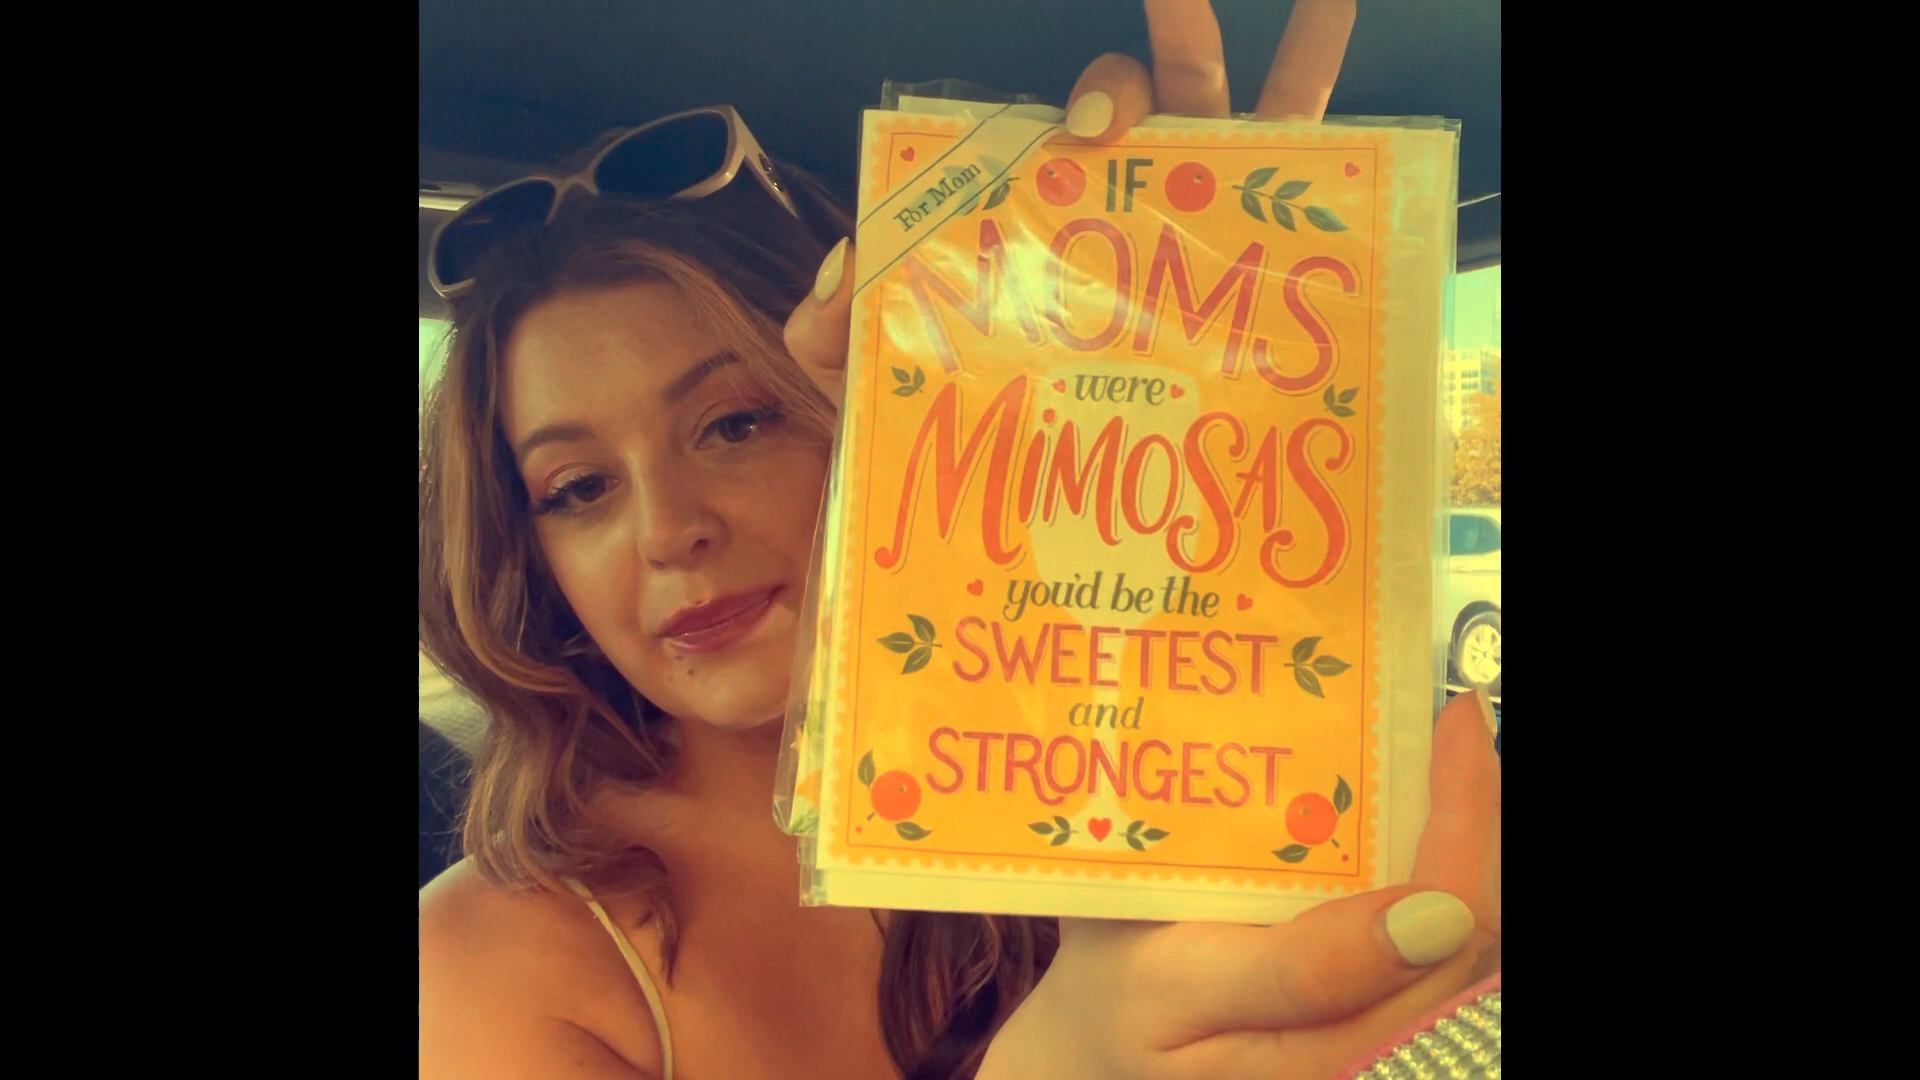 For Mom
IF
MOMS
were
MiMOSAS
you'd be the
SWEETEST
and
STRONGEST